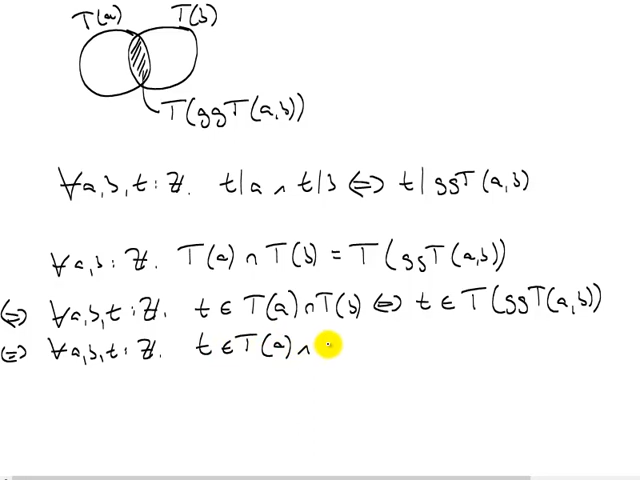 T(a) T(b)
T(ggT(a,b))
∀a,b,t : ℤ. t|a ∧ t|b ⇔ t|ggT(a,b)
∀a,b : ℤ. T(a) ∩ T(b) = T(ggT(a,b))
⇔ ∀a,b,t : ℤ. t ∈ T(a) ∩ T(b) ⇔ t ∈ T(ggT(a,b))
⇔ ∀a,b,t : ℤ. t ∈ T(a) ∧